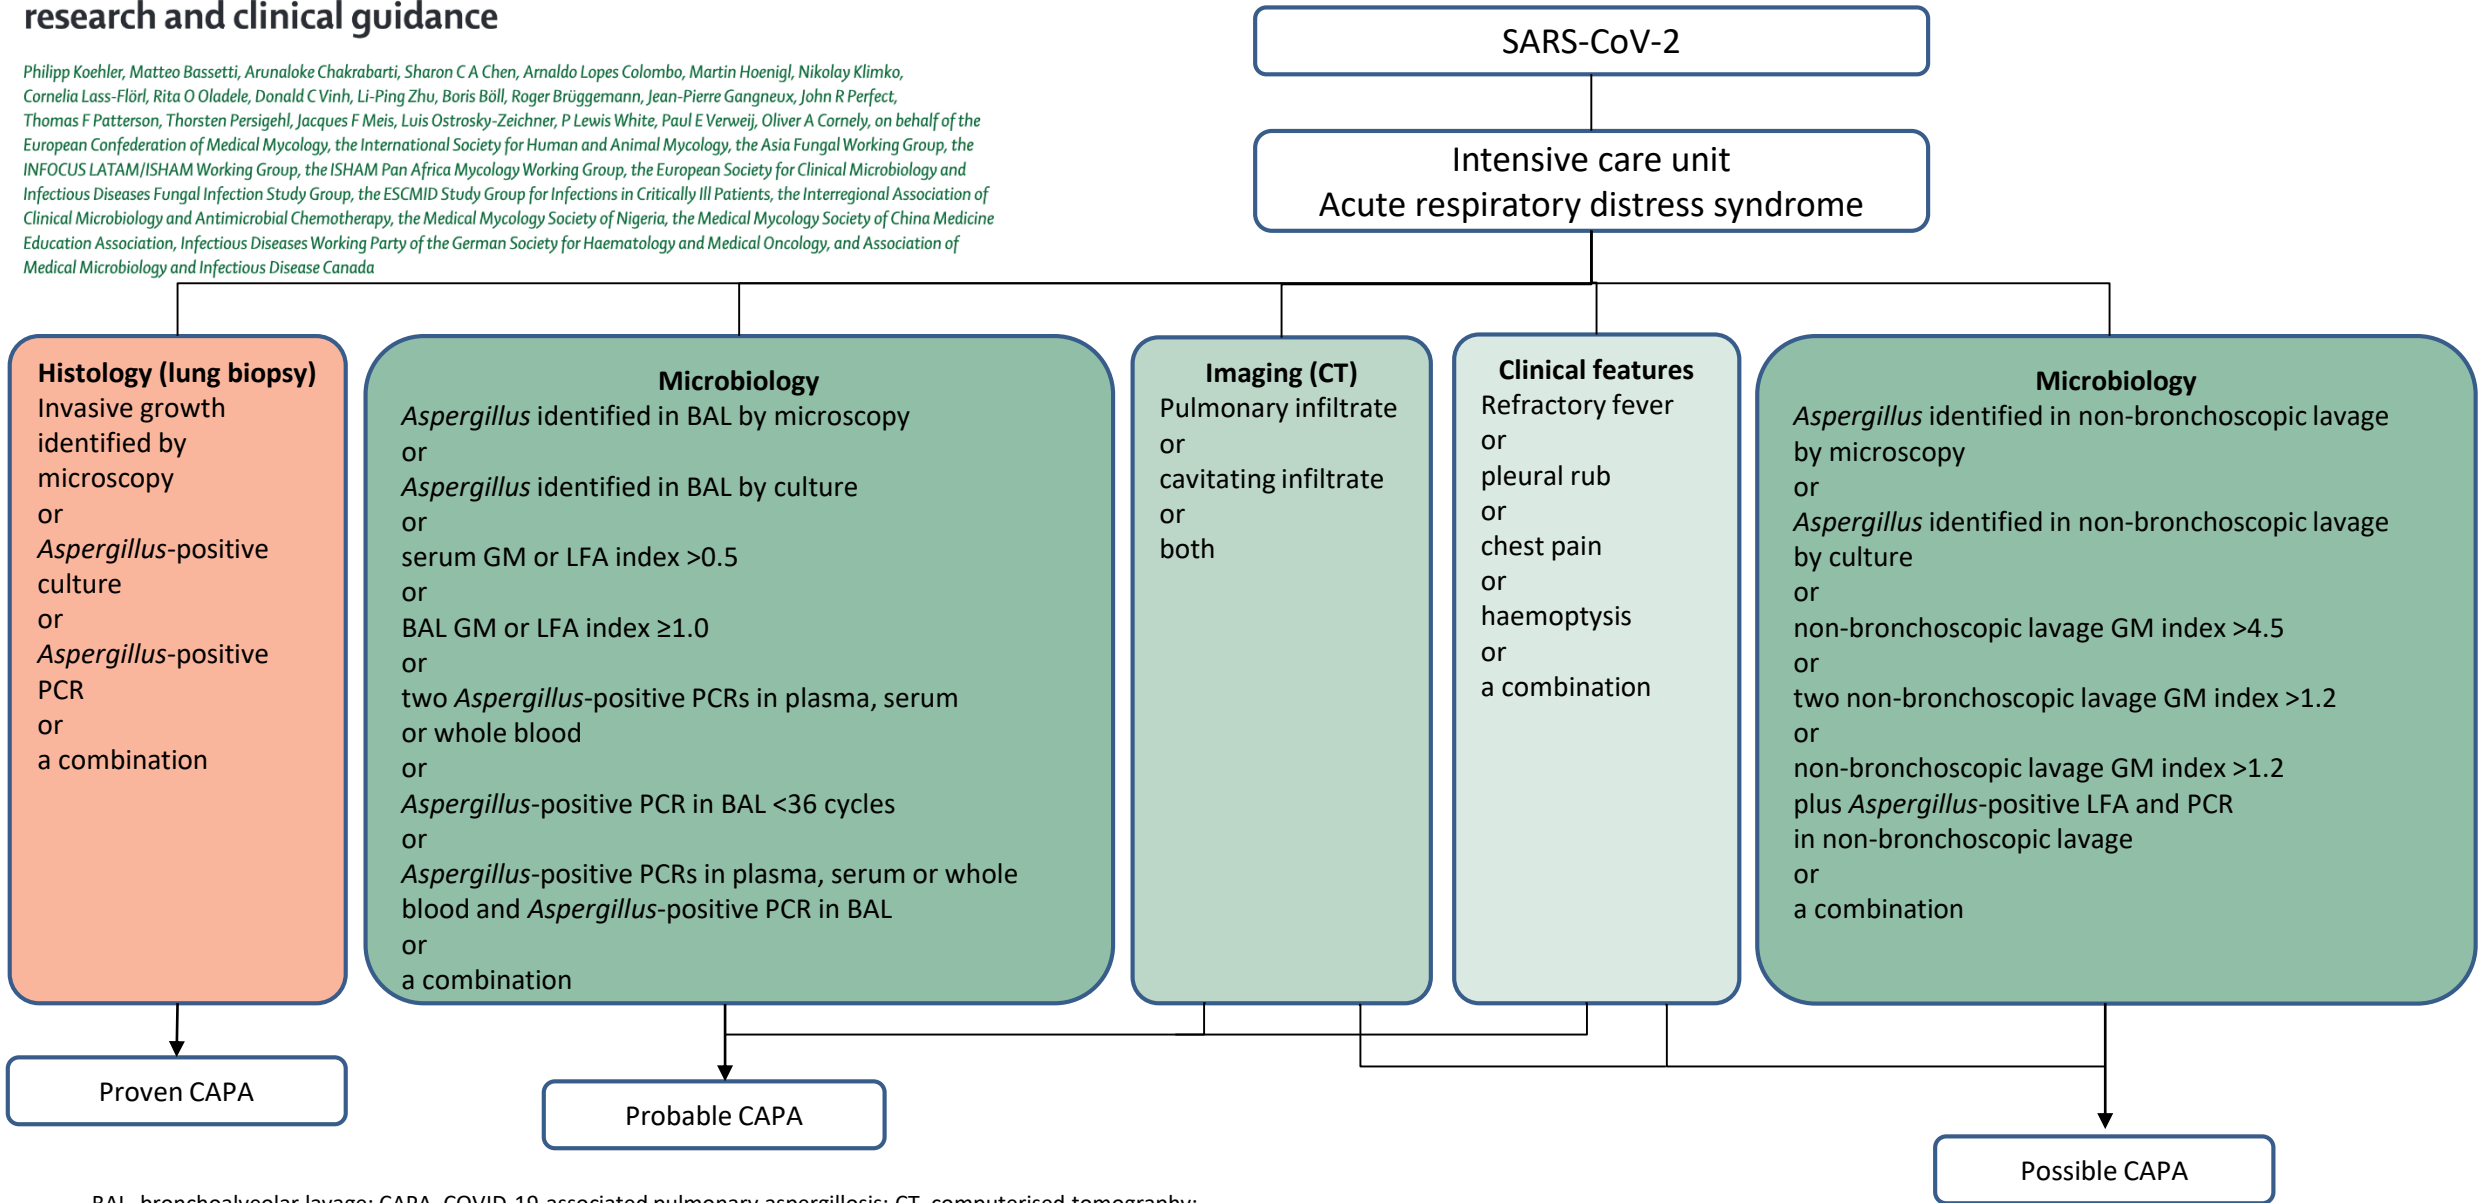 research and clinical guidance
Philipp Koehler, Matteo Bassetti, Arunaloke Chakrabarti, Sharon C A Chen, Arnaldo Lopes Colombo, Martin Hoenigl, Nikolay Klimko,
Cornelia Lass-Flörl, Rita O Oladele, Donald C Vinh, Li-Ping Zhu, Boris Böll, Roger Brüggemann, Jean-Pierre Gangneux, John R Perfect,
Thomas F Patterson, Thorsten Persigehl, Jacques F Meis, Luis Ostrosky-Zeichner, P Lewis White, Paul E Verweij, Oliver A Cornely, on behalf of the
European Confederation of Medical Mycology, the International Society for Human and Animal Mycology, the Asia Fungal Working Group, the
INFOCUS LATAM/ISHAM Working Group, the ISHAM Pan Africa Mycology Working Group, the European Society for Clinical Microbiology and
Infectious Diseases Fungal Infection Study Group, the ESCMID Study Group for Infections in Critically Ill Patients, the Interregional Association of
Clinical Microbiology and Antimicrobial Chemotherapy, the Medical Mycology Society of Nigeria, the Medical Mycology Society of China Medicine
Education Association, Infectious Diseases Working Party of the German Society for Haematology and Medical Oncology, and Association of
Medical Microbiology and Infectious Disease Canada
SARS-CoV-2
Intensive care unit
Acute respiratory distress syndrome
Histology (lung biopsy)
Invasive growth
identified by
microscopy
or
Aspergillus-positive
culture
or
Aspergillus-positive
PCR
or
a combination
Microbiology
Aspergillus identified in BAL by microscopy
or
Aspergillus identified in BAL by culture
or
serum GM or LFA index >0.5
or
BAL GM or LFA index ≥1.0
or
two Aspergillus-positive PCRs in plasma, serum
or whole blood
or
Aspergillus-positive PCR in BAL <36 cycles
or
Aspergillus-positive PCRs in plasma, serum or whole
blood and Aspergillus-positive PCR in BAL
or
a combination
Imaging (CT)
Pulmonary infiltrate
or
cavitating infiltrate
or
both
Clinical features
Refractory fever
or
pleural rub
or
chest pain
or
haemoptysis
or
a combination
Microbiology
Aspergillus identified in non-bronchoscopic lavage
by microscopy
or
Aspergillus identified in non-bronchoscopic lavage
by culture
or
non-bronchoscopic lavage GM index >4.5
or
two non-bronchoscopic lavage GM index >1.2
or
non-bronchoscopic lavage GM index >1.2
plus Aspergillus-positive LFA and PCR
in non-bronchoscopic lavage
or
a combination
Proven CAPA
Probable CAPA
Possible CAPA
BAL, bronchoalveolar lavage; CAPA, COVID-19-associated pulmonary aspergillosis; CT, computerised tomography;